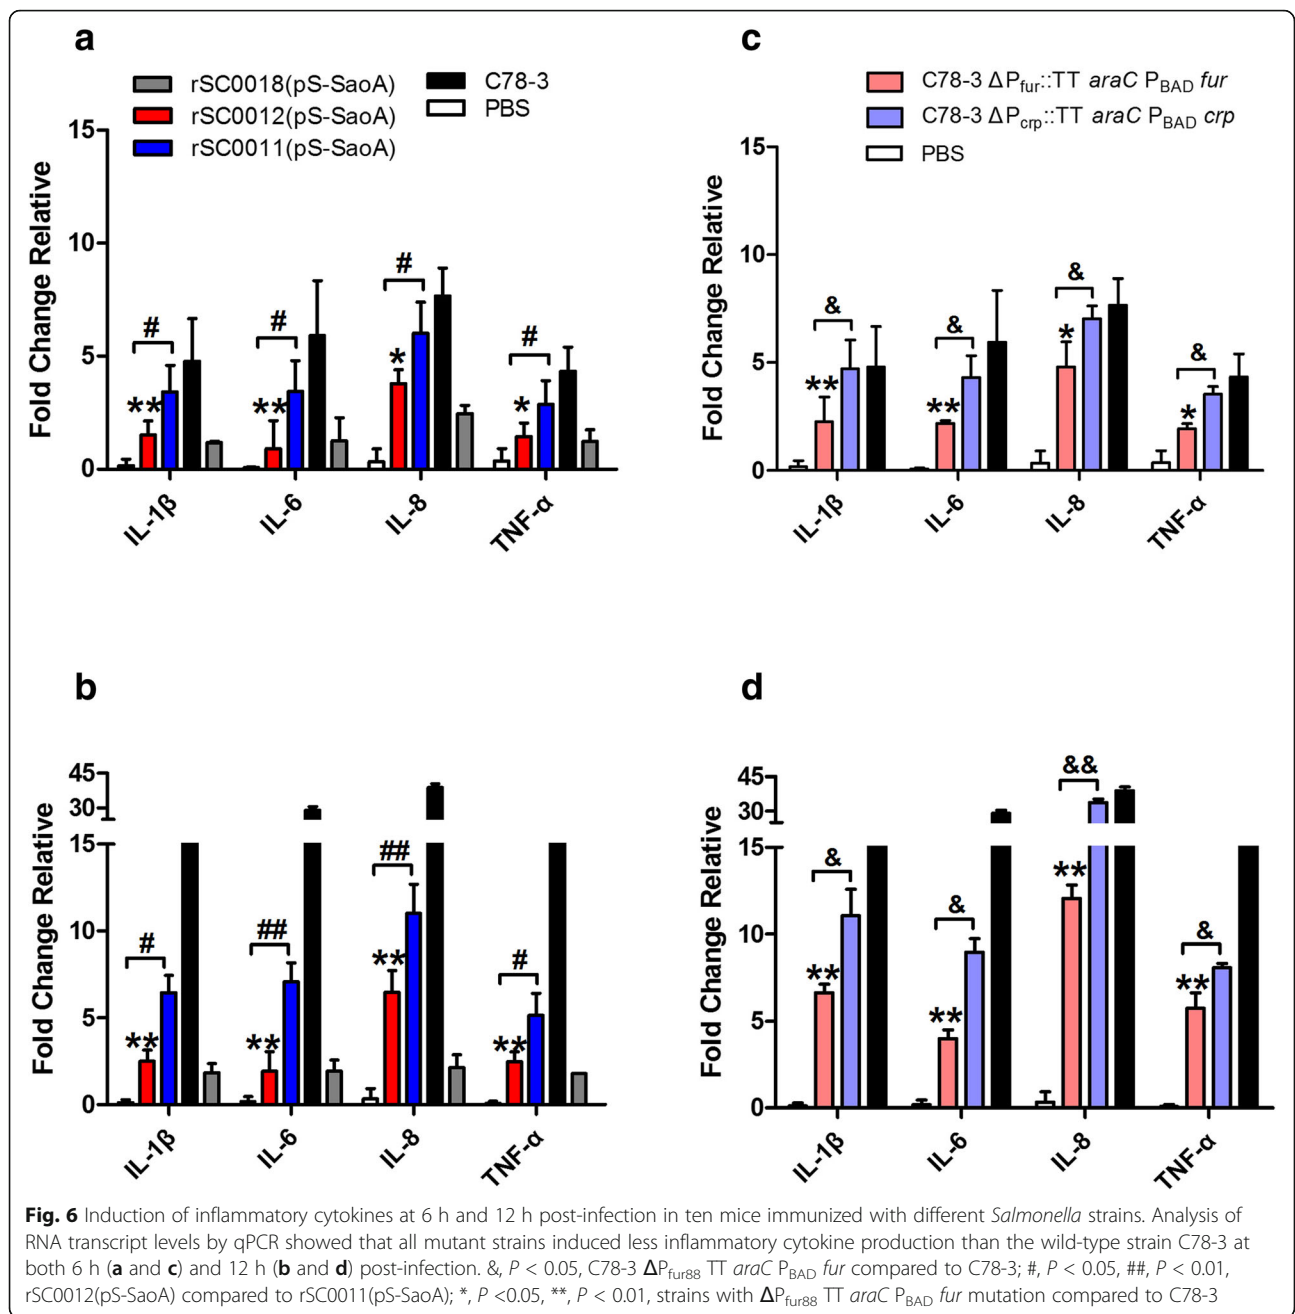 a
rSC0018(pS-SaoA)
rSC0012(pS-SaoA)
rSC0011(pS-SaoA)
C78-3
PBS
Fold Change Relative
15
10
5
0
# # # #
** ** * *
IL-1β IL-6 IL-8 TNF-α
c
C78-3 ΔPfur::TT araC PBAD fur
C78-3 ΔPcrp::TT araC PBAD crp
PBS
Fold Change Relative
15
10
5
0
& & & &
** ** * *
IL-1β IL-6 IL-8 TNF-α
b
Fold Change Relative
45
30
15
10
5
0
# ## ## #
** ** ** **
IL-1β IL-6 IL-8 TNF-α
d
Fold Change Relative
45
30
15
10
5
0
& & && &
** ** ** **
IL-1β IL-6 IL-8 TNF-α
Fig. 6 Induction of inflammatory cytokines at 6 h and 12 h post-infection in ten mice immunized with different Salmonella strains. Analysis of
RNA transcript levels by qPCR showed that all mutant strains induced less inflammatory cytokine production than the wild-type strain C78-3 at
both 6 h (a and c) and 12 h (b and d) post-infection. &, P < 0.05, C78-3 ΔPfur88 TT araC PBAD fur compared to C78-3; #, P < 0.05, ##, P < 0.01,
rSC0012(pS-SaoA) compared to rSC0011(pS-SaoA); *, P <0.05, **, P < 0.01, strains with ΔPfur88 TT araC PBAD fur mutation compared to C78-3